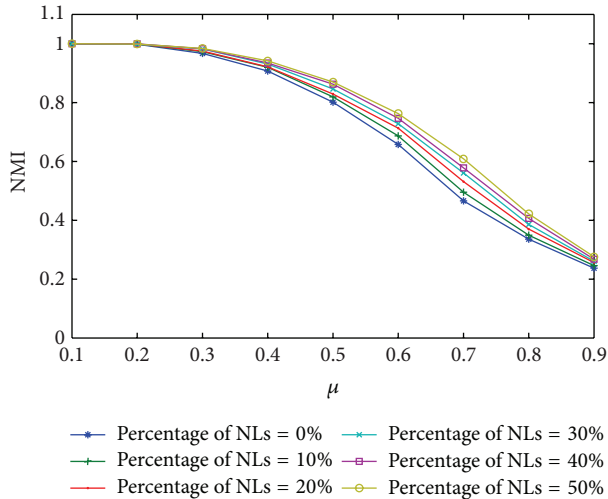 1.1
1
0.8
0.6
0.4
0.2
0
NMI
0.1 0.2 0.3 0.4 0.5 0.6 0.7 0.8 0.9
μ
Percentage of NLs = 0%
Percentage of NLs = 10%
Percentage of NLs = 20%
Percentage of NLs = 30%
Percentage of NLs = 40%
Percentage of NLs = 50%